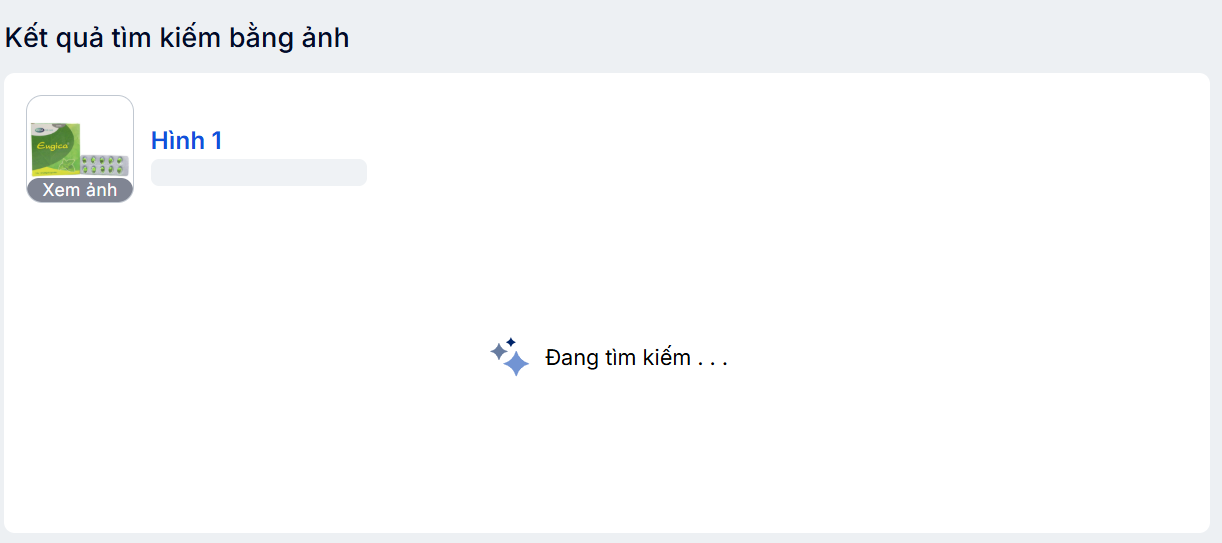 Kết quả tìm kiếm bằng ảnh
Eugica
Xem ảnh
Hình 1
Đang tìm kiếm . . .